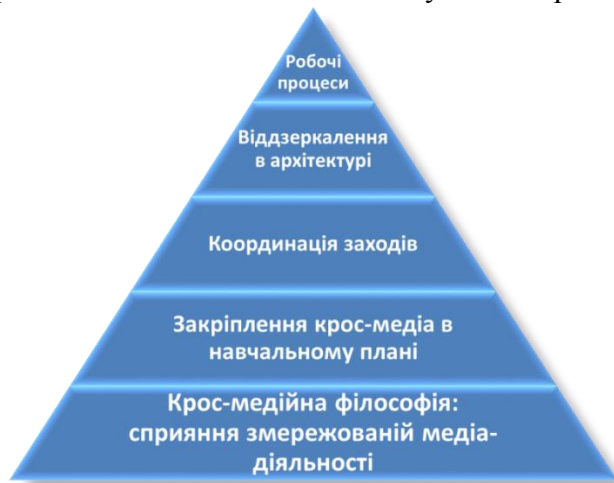 Робочі
процеси
Віддзеркалення
в архітектурі
Координація заходів
Закріплення крос-медіа в
навчальному плані
Крос-медійна філософія:
сприяння змережованій медіа-
діяльності